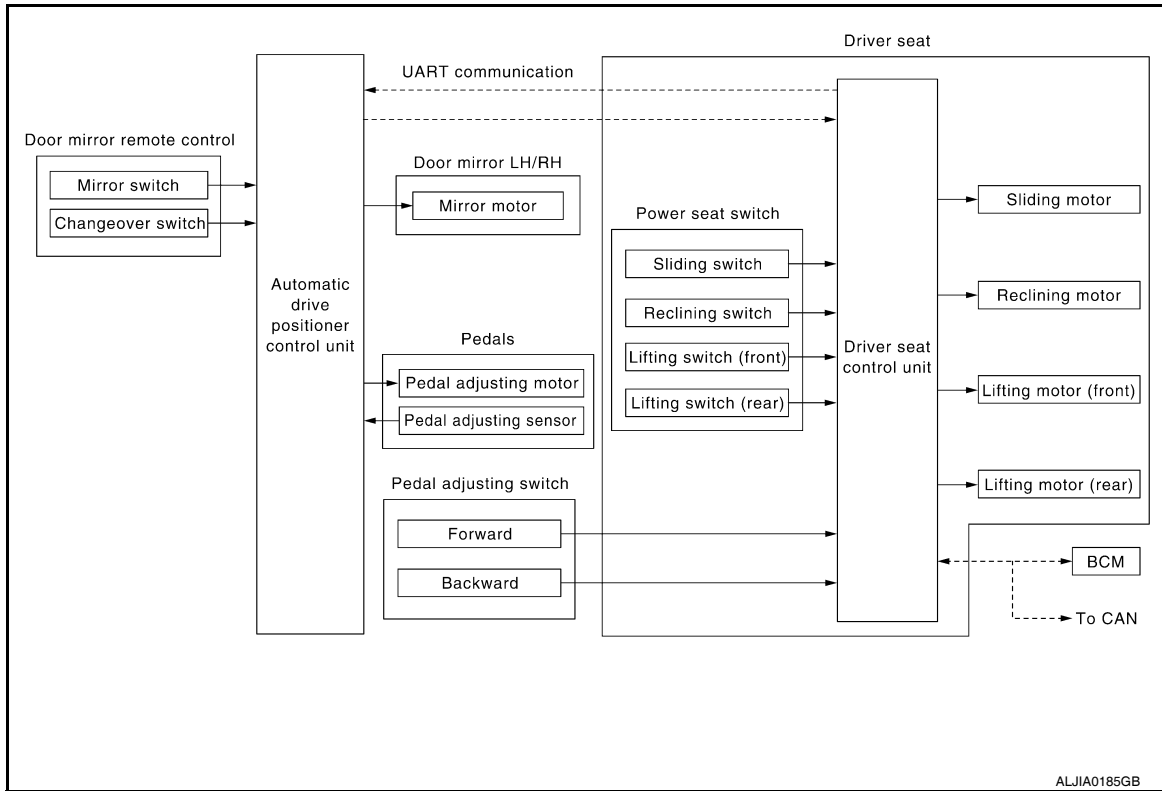 Driver seat
UART communication
Door mirror remote control
Mirror switch
Changeover switch
Automatic
drive
positioner
control unit
Door mirror LH/RH
Mirror motor
Pedals
Pedal adjusting motor
Pedal adjusting sensor
Pedal adjusting switch
Forward
Backward
Power seat switch
Sliding switch
Reclining switch
Lifting switch (front)
Lifting switch (rear)
Driver seat
control unit
Sliding motor
Reclining motor
Lifting motor (front)
Lifting motor (rear)
BCM
To CAN
ALJIA0185GB